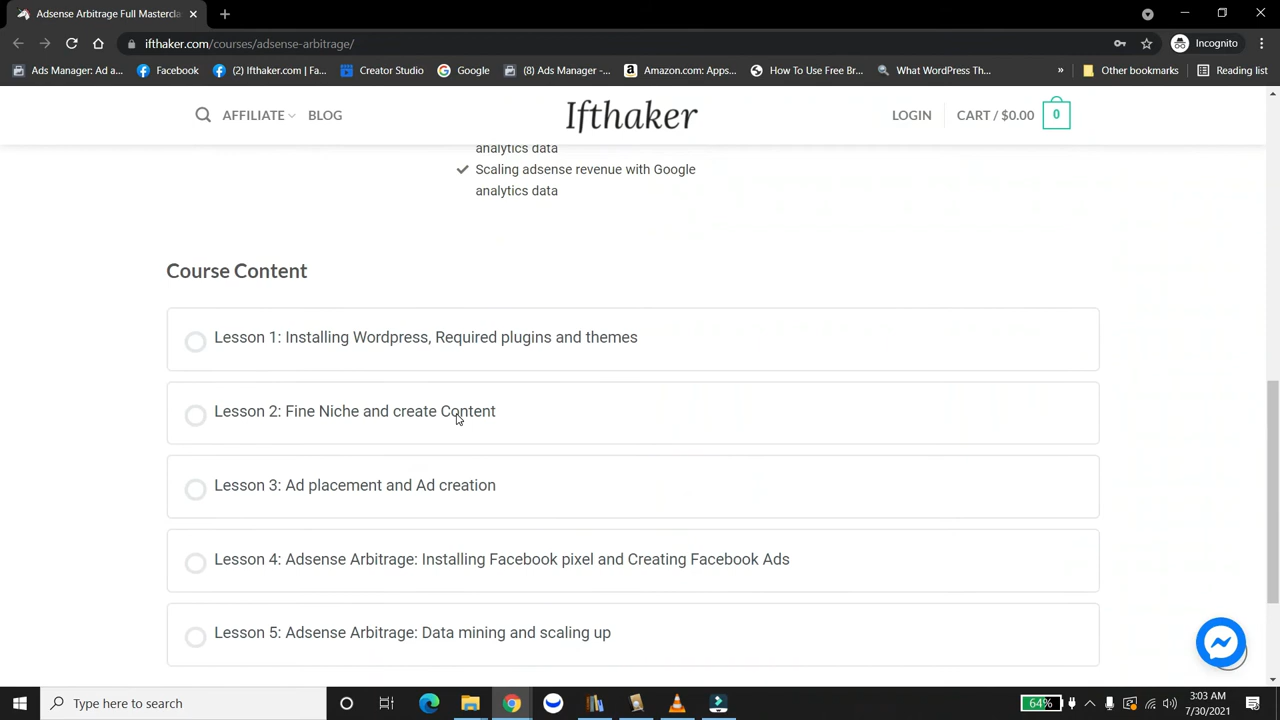 Adsense Arbitrage Full Mastercla
ifthaker.com/courses/adsense-arbitrage/
Incognito
Ads Manager: Ad a...
Facebook
(2) Ifthaker.com | Fa...
Creator Studio
Google
(8) Ads Manager -...
Amazon.com: Apps...
How To Use Free Br...
What WordPress Th...
»
Other bookmarks
Reading list
AFFILIATE
BLOG
Ifthaker
LOGIN
CART / $0.00
0
analytics data
Scaling adsense revenue with Google
analytics data
Course Content
Lesson 1: Installing Wordpress, Required plugins and themes
Lesson 2: Fine Niche and create Content
Lesson 3: Ad placement and Ad creation
Lesson 4: Adsense Arbitrage: Installing Facebook pixel and Creating Facebook Ads
Lesson 5: Adsense Arbitrage: Data mining and scaling up
Type here to search
64%
3:03 AM
7/30/2021